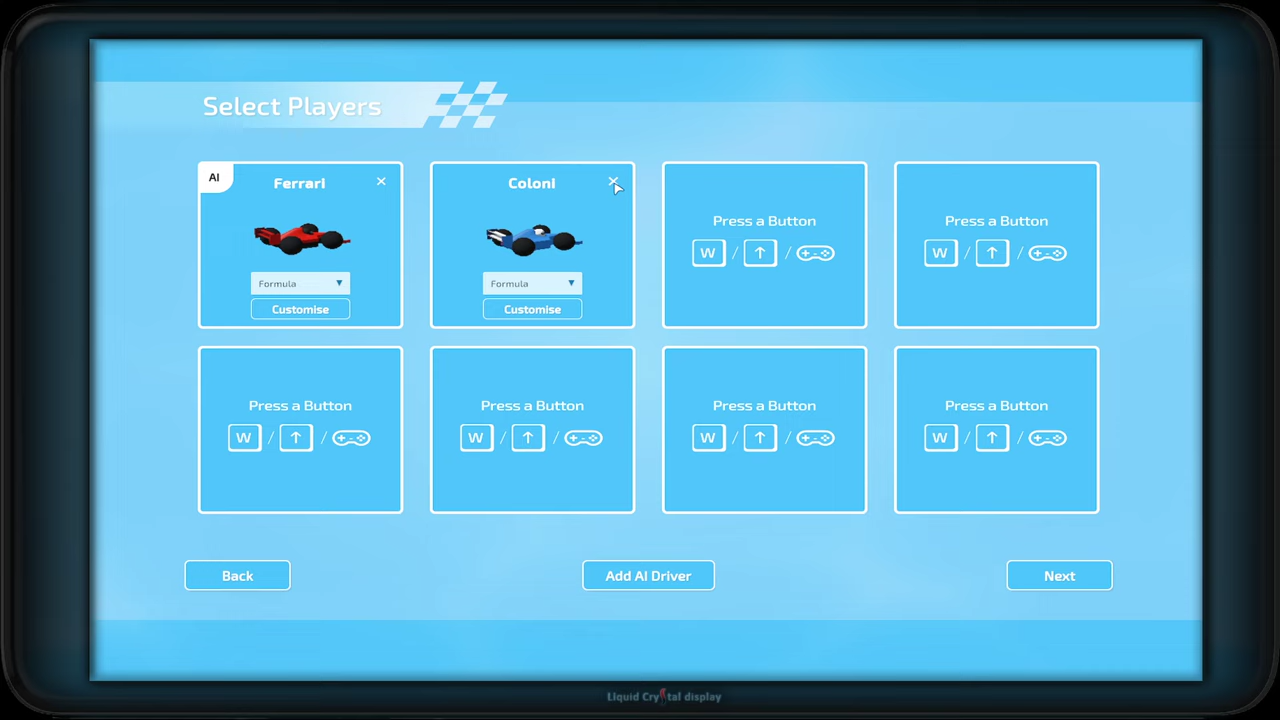 Select Players
AI
Ferrari
Coloni
Formula
Customise
Formula
Customise
Press a Button
W / ↑ /
Press a Button
W / ↑ /
Press a Button
W / ↑ /
Press a Button
W / ↑ /
Press a Button
W / ↑ /
Press a Button
W / ↑ /
Back
Add AI Driver
Next
Liquid Crystal display